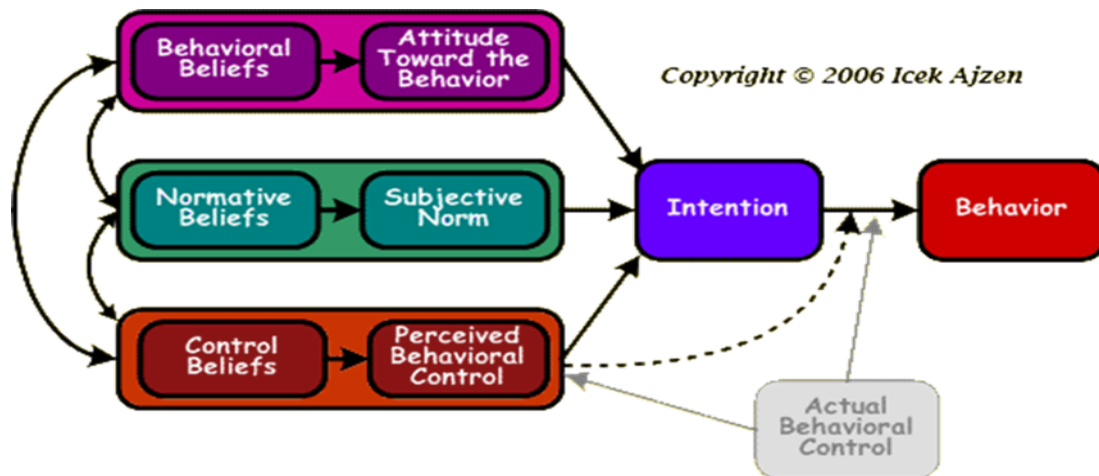 Behavioral
Beliefs
Attitude
Toward the
Behavior
Copyright © 2006 Icek Ajzen
Normative
Beliefs
Subjective
Norm
Intention
Behavior
Control
Beliefs
Perceived
Behavioral
Control
Actual
Behavioral
Control